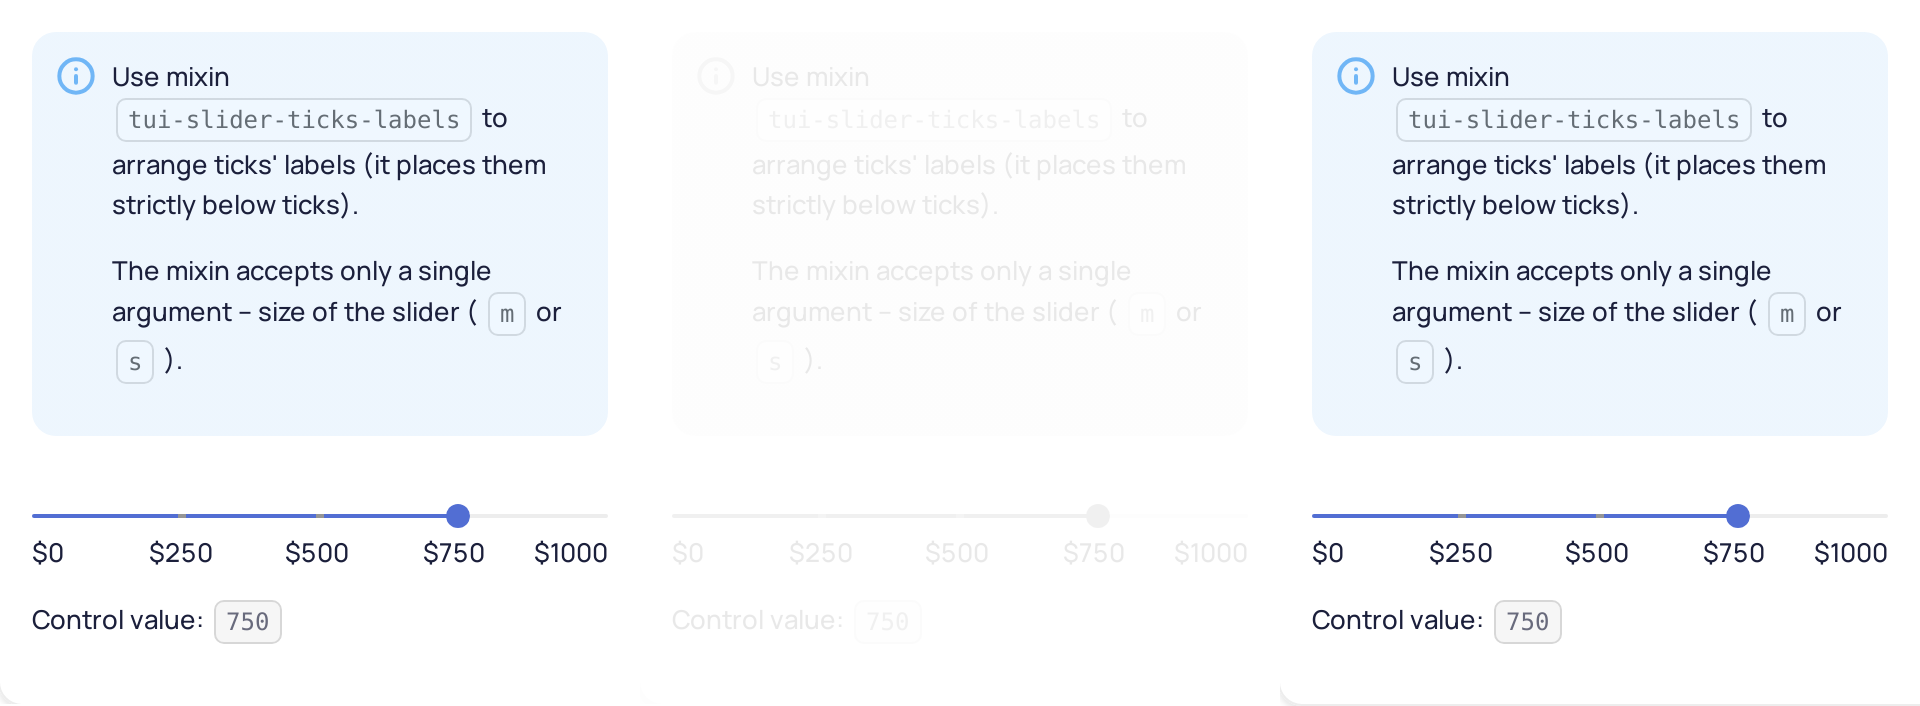 Use mixin
tui-slider-ticks-labels to
arrange ticks' labels (it places them
strictly below ticks).
The mixin accepts only a single
argument – size of the slider ( m or
s ).
$0 $250 $500 $750 $1000
Control value: 750
Use mixin
tui-slider-ticks-labels to
arrange ticks' labels (it places them
strictly below ticks).
The mixin accepts only a single
argument – size of the slider ( m or
s ).
$0 $250 $500 $750 $1000
Control value: 750
Use mixin
tui-slider-ticks-labels to
arrange ticks' labels (it places them
strictly below ticks).
The mixin accepts only a single
argument – size of the slider ( m or
s ).
$0 $250 $500 $750 $1000
Control value: 750